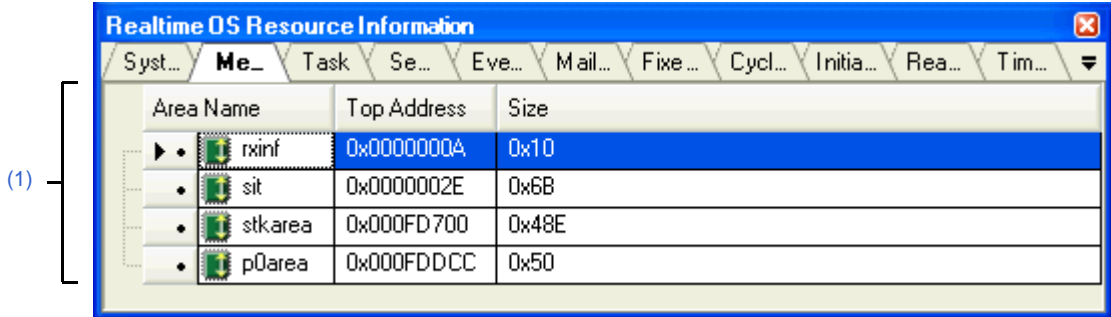 Realtime OS Resource Information
Syst... Me... Task Se... Eve... Mail... Fixe... Cycl... Initia... Rea... Tim...
Area Name Top Address Size
rxinf 0x0000000A 0x10
(1)
sit 0x0000002E 0x6B
stkarea 0x000FD700 0x48E
p0area 0x000FDDCC 0x50